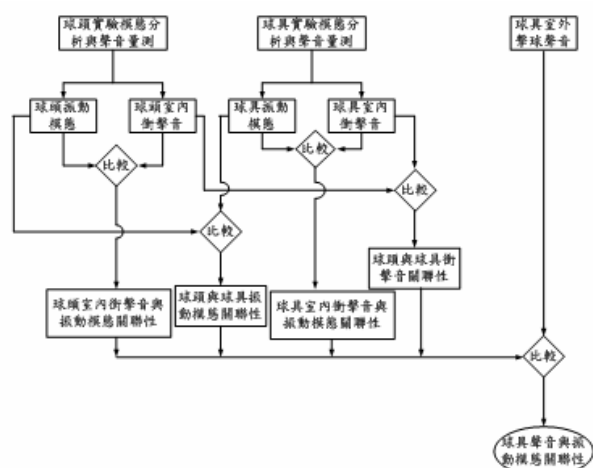 球頭實驗模態分
析與聲音量測
球具實驗模態分
析與聲音量測
球具室外
擊球聲音
球頭振動
模態
球頭室內
衝聲音
球具振動
模態
球具室內
衝聲音
比較
比較
比較
比較
球頭與球具衝
聲音關聯性
球頭室內衝聲音與
振動模態關聯性
球頭與球具振
動模態關聯性
球具室內衝聲音與
振動模態關聯性
比較
球具聲音與振
動模態關聯性